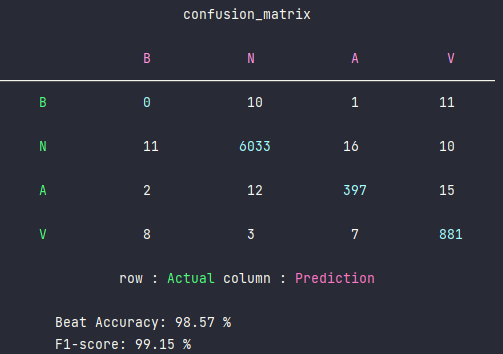 confusion_matrix
B N A V
B 0 10 1 11
N 11 6033 16 10
A 2 12 397 15
V 8 3 7 881
row : Actual column : Prediction
Beat Accuracy: 98.57 %
F1-score: 99.15 %